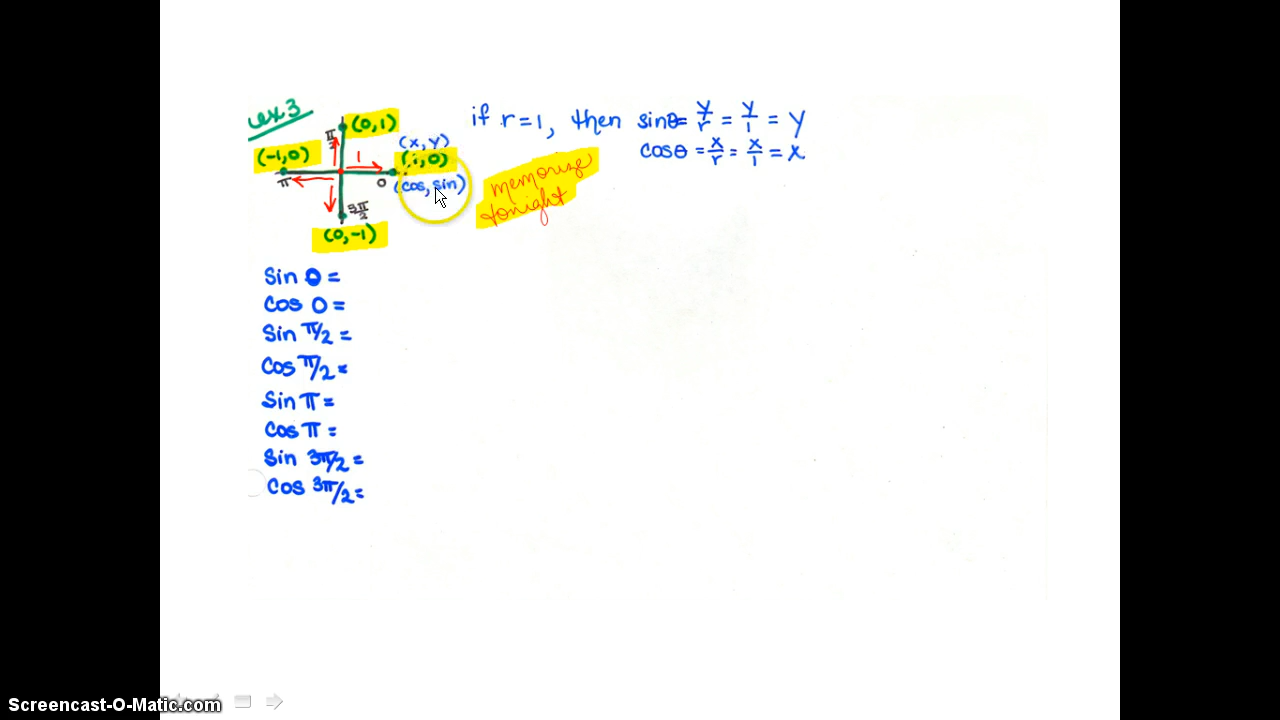 ex 3
if r=1, then sinθ = y/r = y/1 = y
cosθ = x/r = x/1 = x
(0,1)
π/2
(x, y)
(-1,0)
1
(1,0)
π
0
(cos, sin)
memorize
tonight
3π/2
(0,-1)
Sin 0 =
Cos 0 =
Sin π/2 =
Cos π/2 =
Sin π =
Cos π =
Sin 3π/2 =
Cos 3π/2 =
Screencast-O-Matic.com